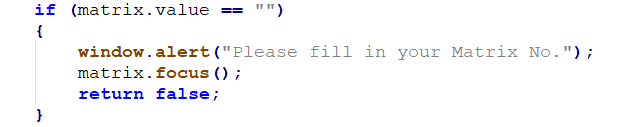 if (matrix.value == "")
{
window.alert("Please fill in your Matrix No.");
matrix.focus();
return false;
}